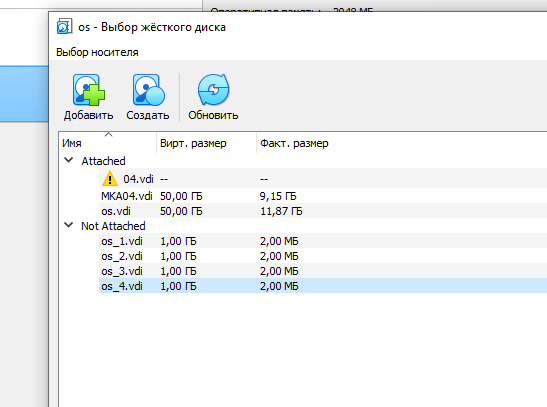 Оперативная память: 2048 МБ
os - Выбор жёсткого диска
Выбор носителя
Добавить Создать Обновить
Имя Вирт. размер Факт. размер
Attached
04.vdi -- --
MKA04.vdi 50,00 ГБ 9,15 ГБ
os.vdi 50,00 ГБ 11,87 ГБ
Not Attached
os_1.vdi 1,00 ГБ 2,00 МБ
os_2.vdi 1,00 ГБ 2,00 МБ
os_3.vdi 1,00 ГБ 2,00 МБ
os_4.vdi 1,00 ГБ 2,00 МБ